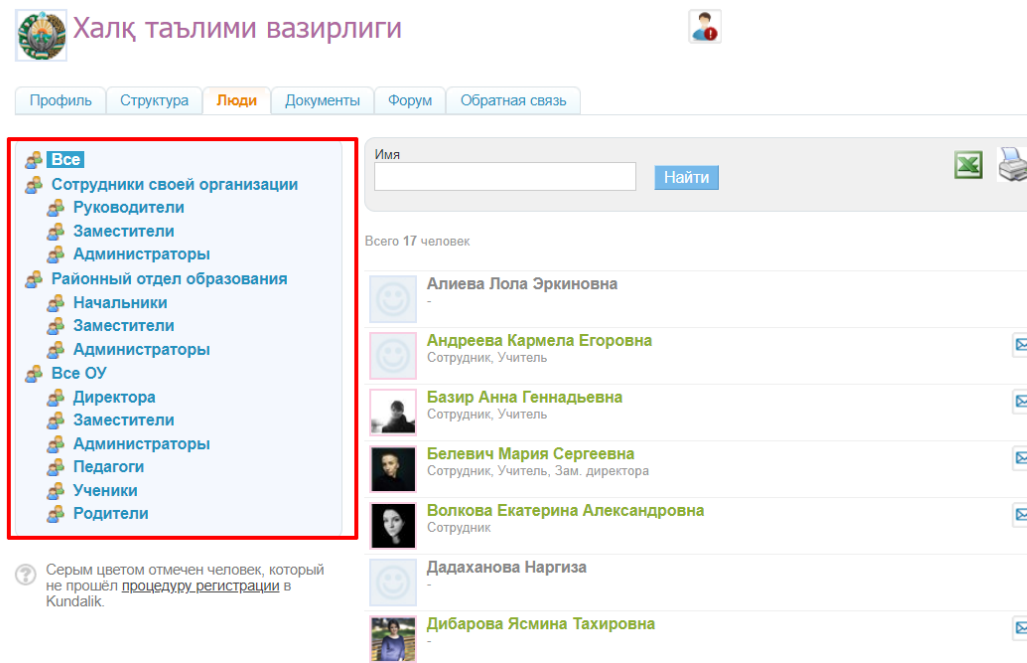 Халқ таълими вазирлиги
Профиль
Структура
Люди
Документы
Форум
Обратная связь
Все
Сотрудники своей организации
Руководители
Заместители
Администраторы
Районный отдел образования
Начальники
Заместители
Администраторы
Все ОУ
Директора
Заместители
Администраторы
Педагоги
Ученики
Родители
Серым цветом отмечен человек, который
не прошёл процедуру регистрации в
Kundalik.
Имя
Найти
Всего 17 человек
Алиева Лола Эркиновна
-
Андреева Кармела Егоровна
Сотрудник, Учитель
Базир Анна Геннадьевна
Сотрудник, Учитель
Белевич Мария Сергеевна
Сотрудник, Учитель, Зам. директора
Волкова Екатерина Александровна
Сотрудник
Дадаханова Наргиза
-
Дибарова Ясмина Тахировна
-